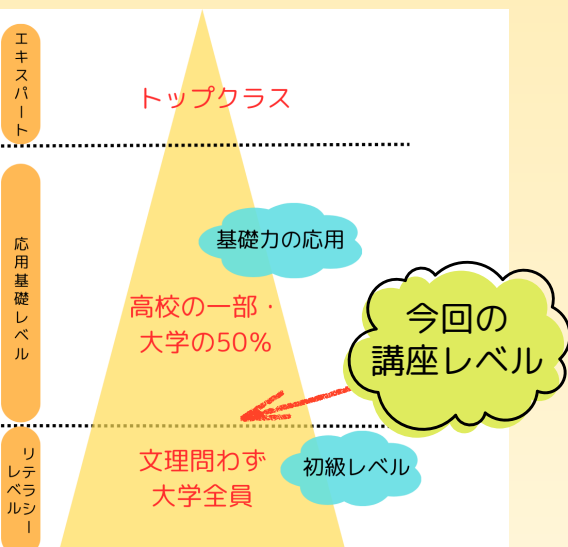 エキスパート
トップクラス
応用基礎レベル
基礎力の応用
高校の一部・
大学の50%
今回の
講座レベル
リテラシー
レベル
文理問わず
大学全員
初級レベル